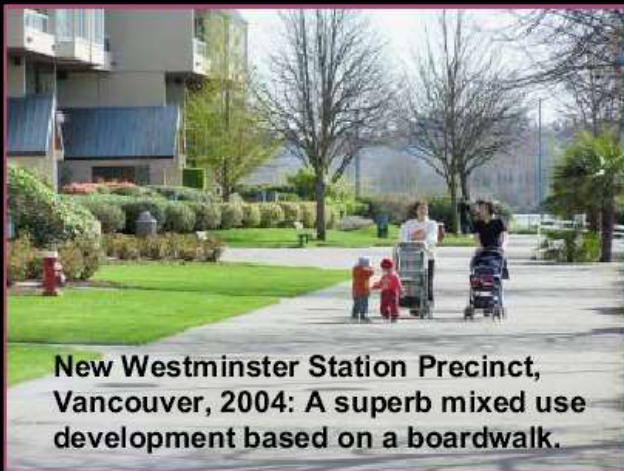 New Westminster Station Precinct,
Vancouver, 2004: A superb mixed use
development based on a boardwalk.